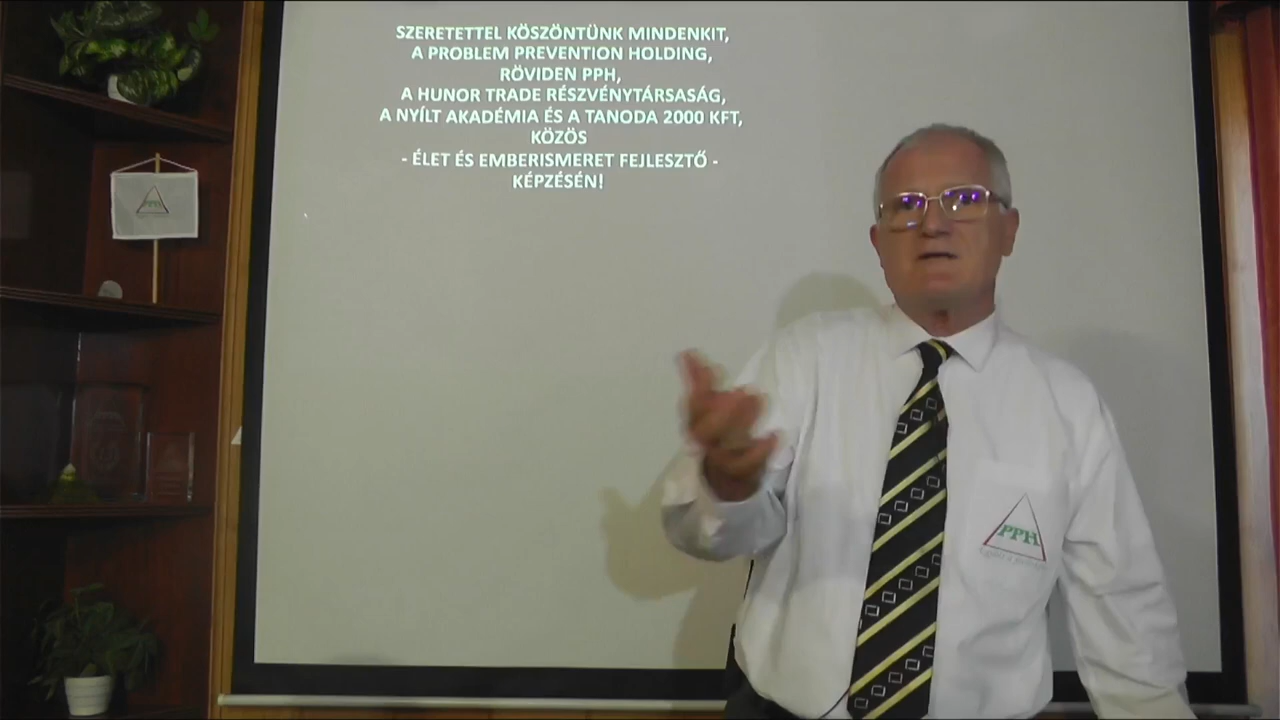 SZERETETTEL KÖSZÖNTÜNK MINDENKIT,
A PROBLEM PREVENTION HOLDING,
RÖVIDEN PPH,
A HUNOR TRADE RÉSZVÉNYTÁRSASÁG,
A NYÍLT AKADÉMIA ÉS A TANODA 2000 KFT,
KÖZÖS
- ÉLET ÉS EMBERISMERET FEJLESZTŐ -
KÉPZÉSÉN!
PPH
PPH